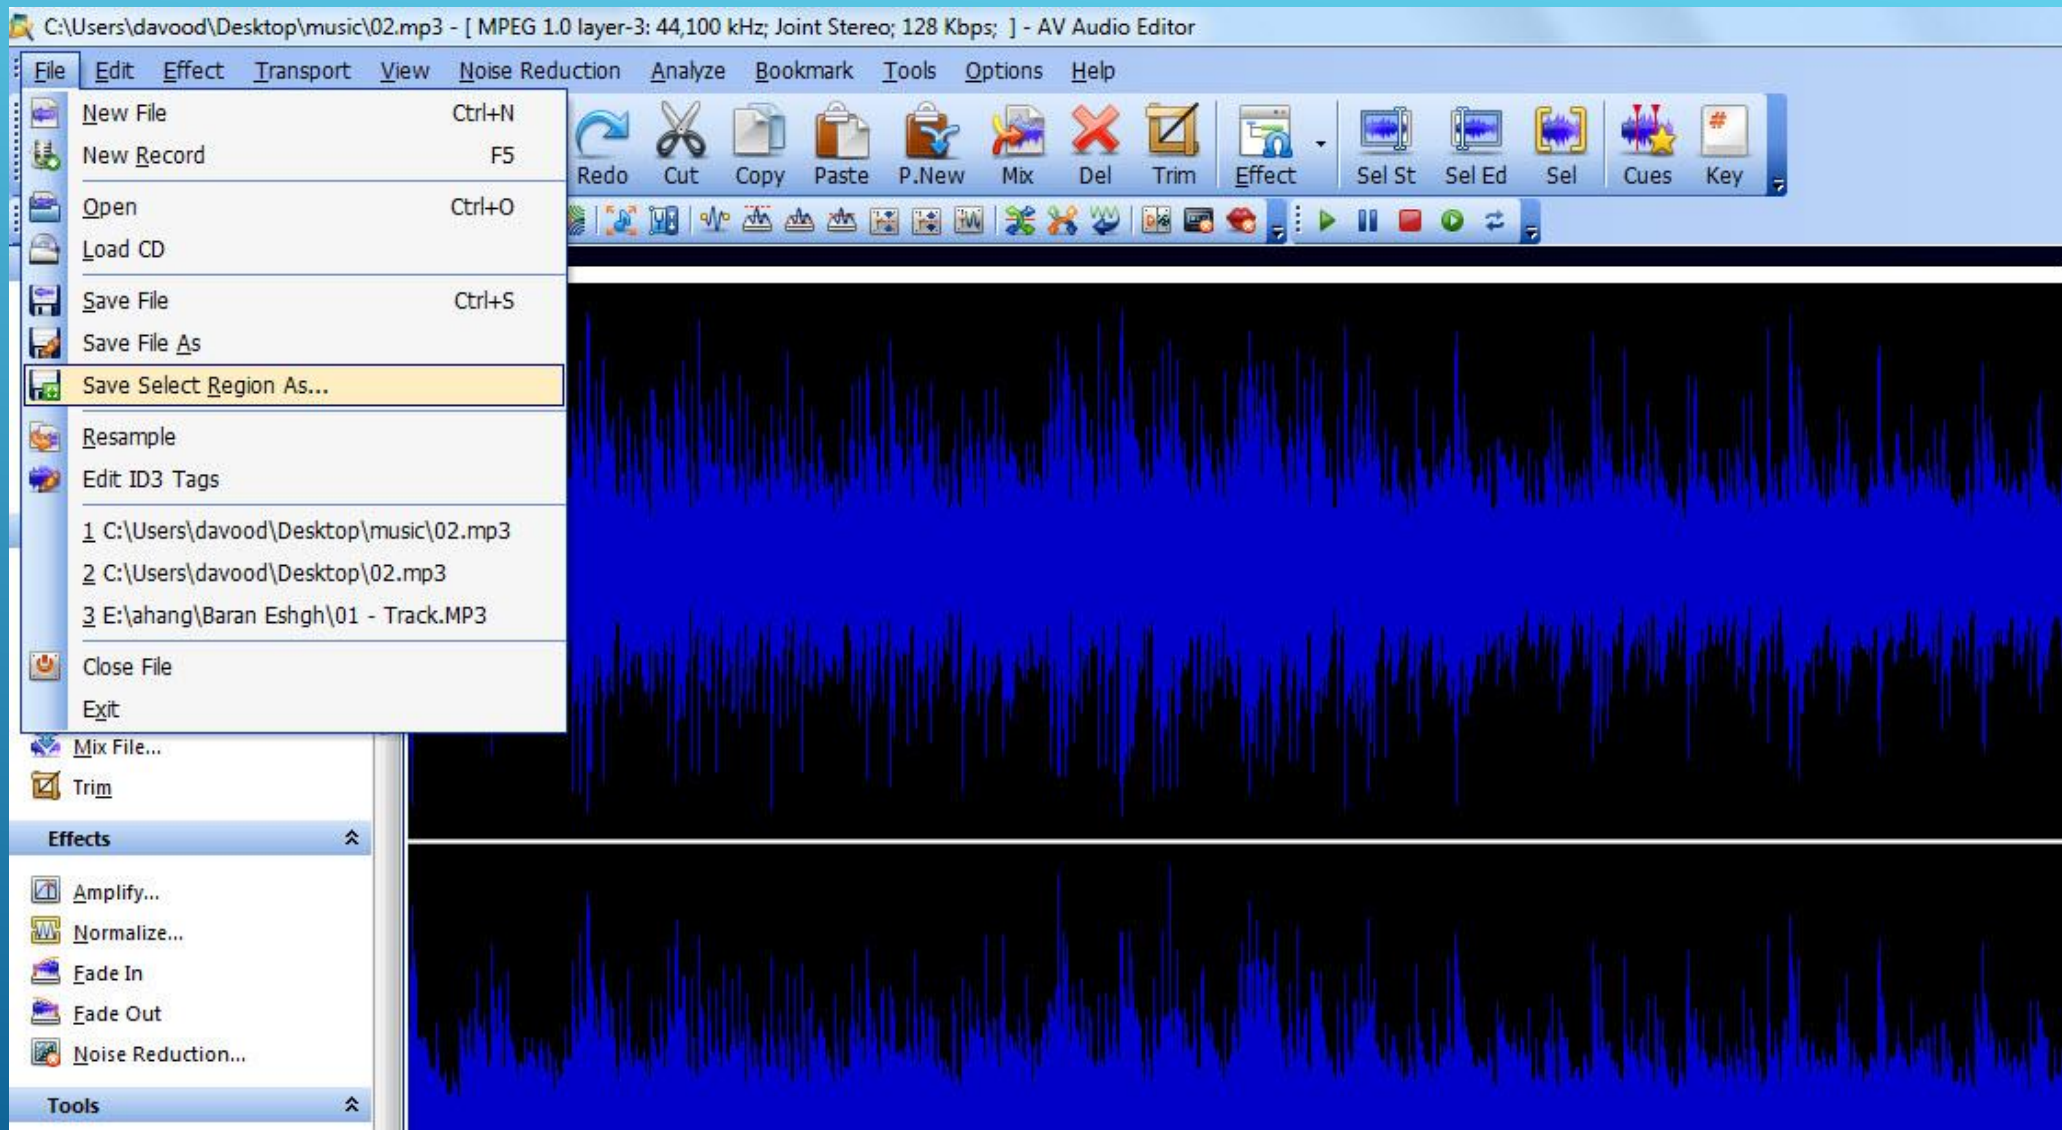 C:\Users\davood\Desktop\music\02.mp3 - [ MPEG 1.0 layer-3: 44,100 kHz; Joint Stereo; 128 Kbps;  ] - AV Audio Editor
File Edit Effect Transport View Noise Reduction Analyze Bookmark Tools Options Help
New File Ctrl+N
New Record F5
Open Ctrl+O
Load CD
Save File Ctrl+S
Save File As
Save Select Region As...
Resample
Edit ID3 Tags
1 C:\Users\davood\Desktop\music\02.mp3
2 C:\Users\davood\Desktop\02.mp3
3 E:\ahang\Baran Eshgh\01 - Track.MP3
Close File
Exit
Redo Cut Copy Paste P.New Mix Del Trim Effect Sel St Sel Ed Sel Cues Key
Mix File...
Trim
Effects
Amplify...
Normalize...
Fade In
Fade Out
Noise Reduction...
Tools